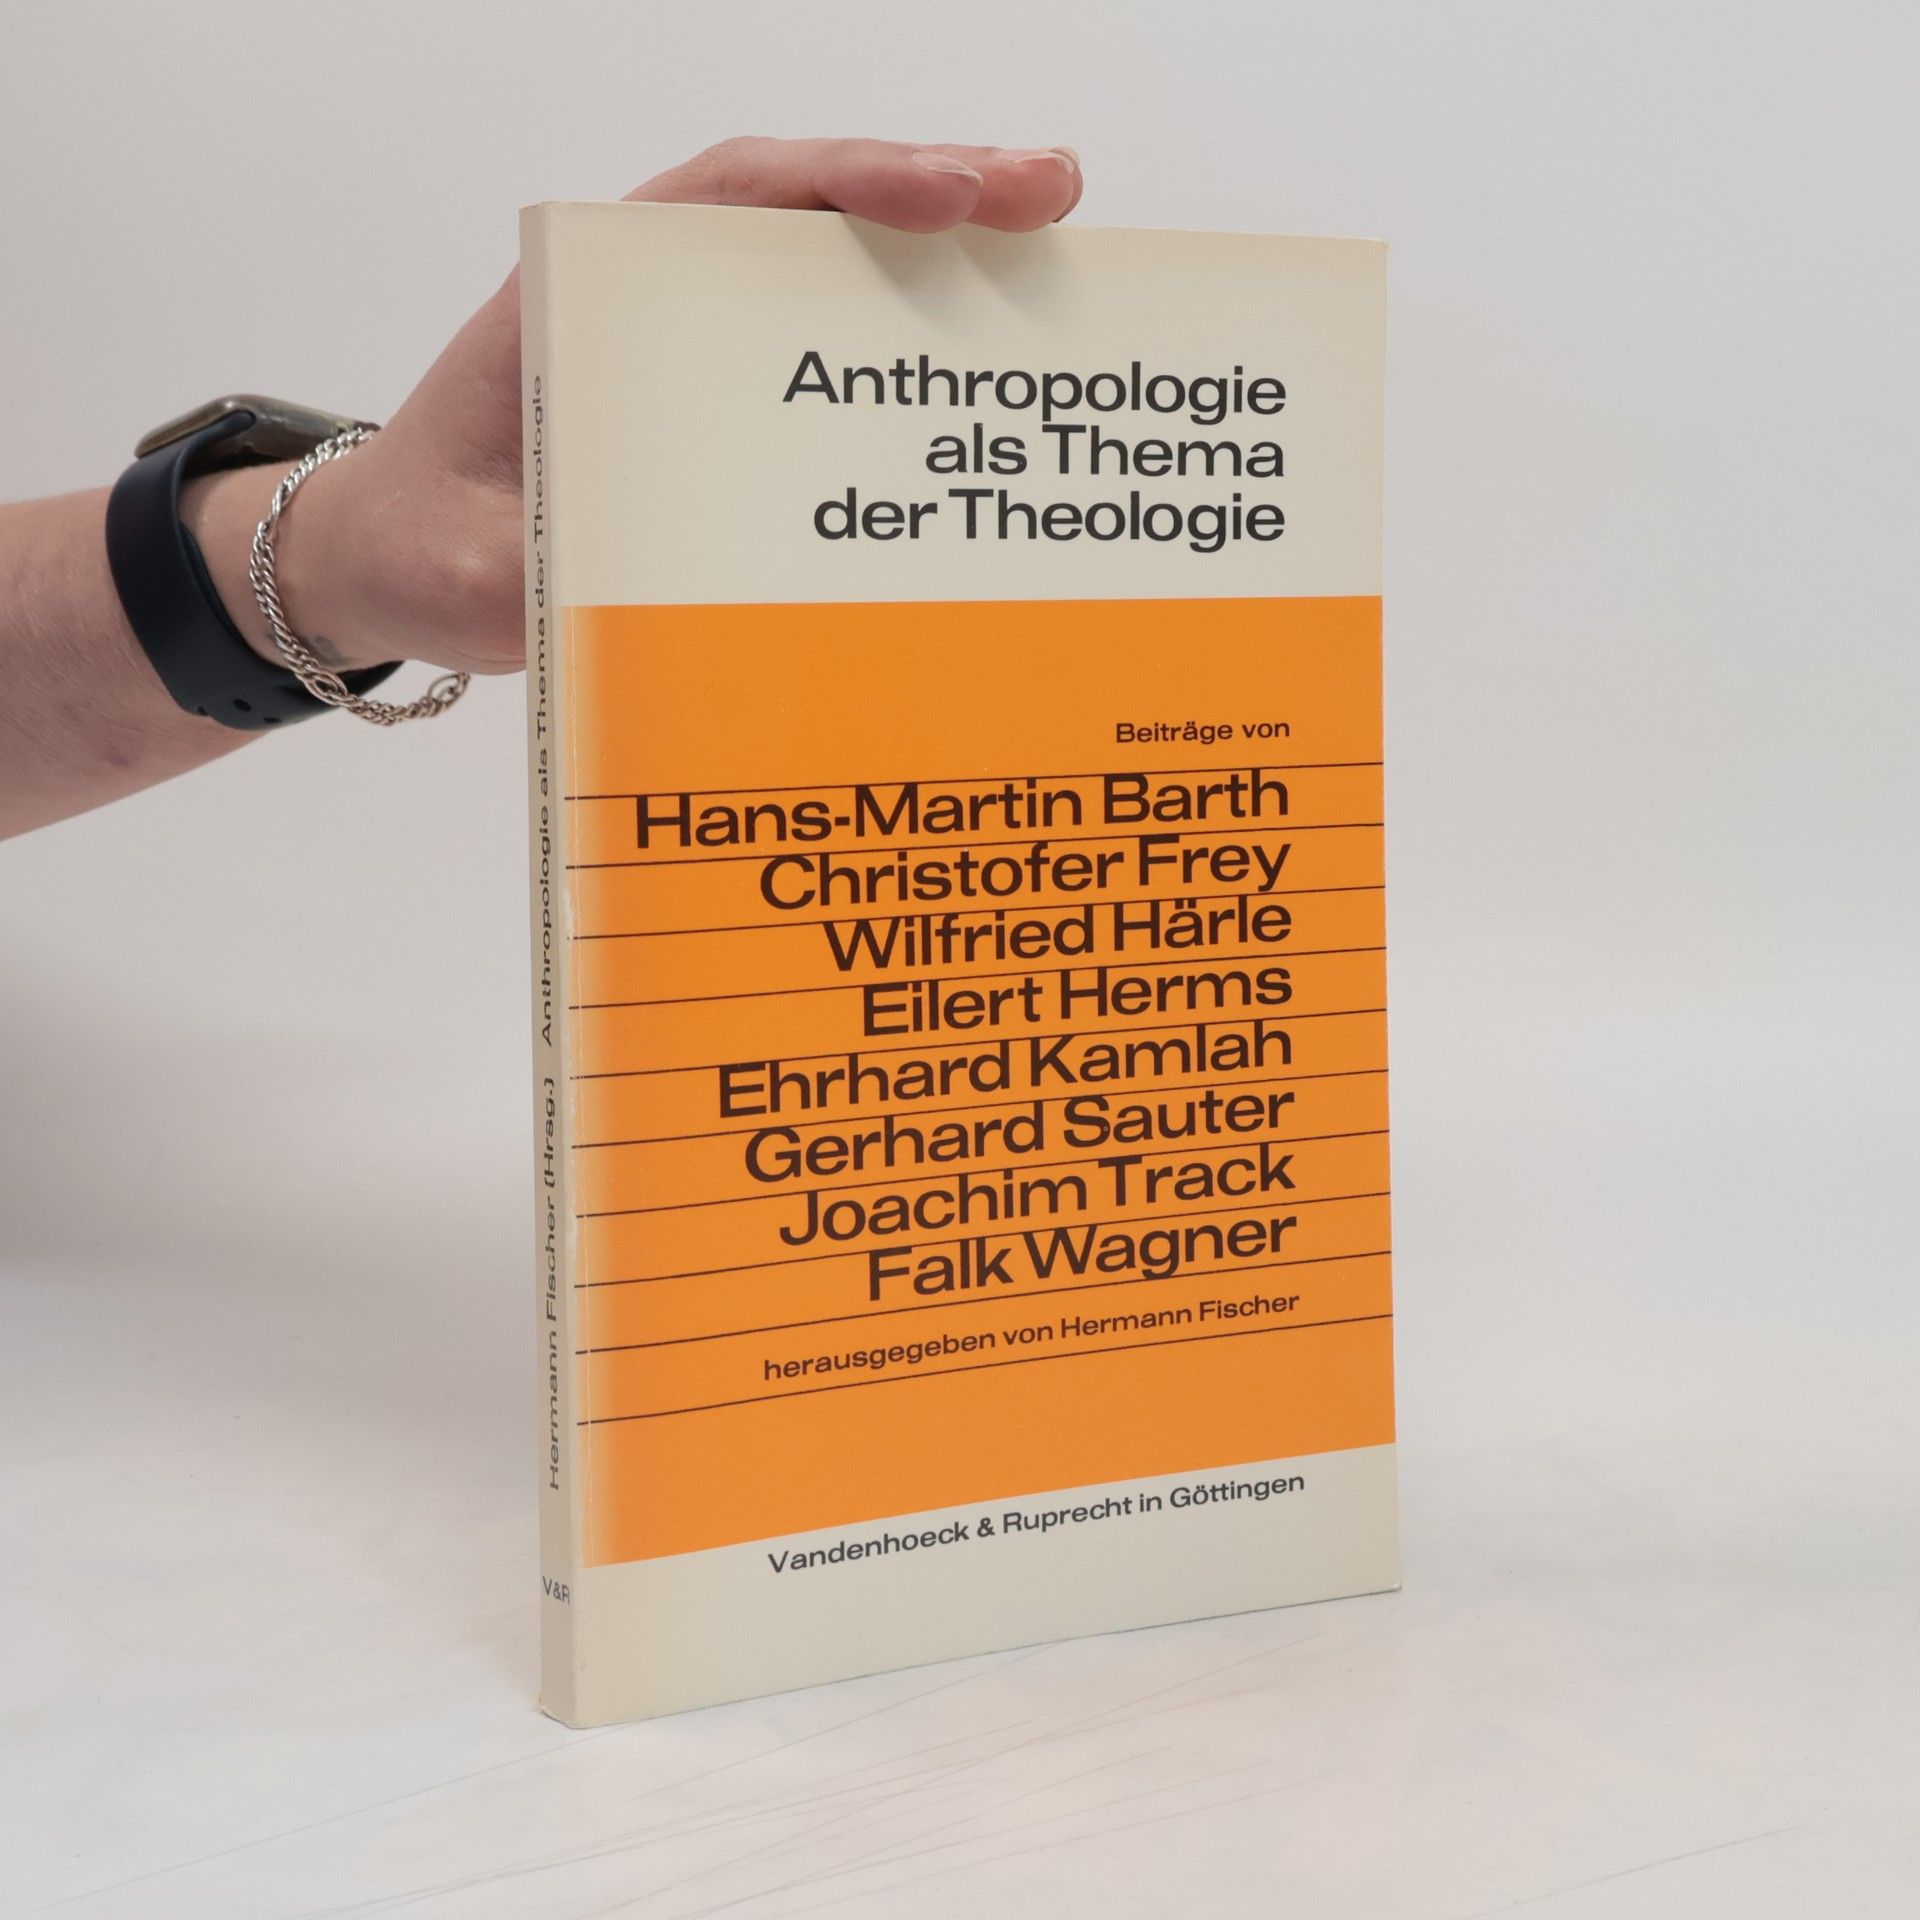 Anthropologie
als Thema
der Theologie
Beiträge von
Hans-Martin Barth
Christofer Frey
Wilfried Härle
Eilert Herms
Ehrhard Kamlah
Gerhard Sauter
Joachim Track
Falk Wagner
herausgegeben von Hermann Fischer
Vandenhoeck & Ruprecht in Göttingen
Hermann Fischer (Hrsg.) Anthropologie als Thema der Theologie
V&R